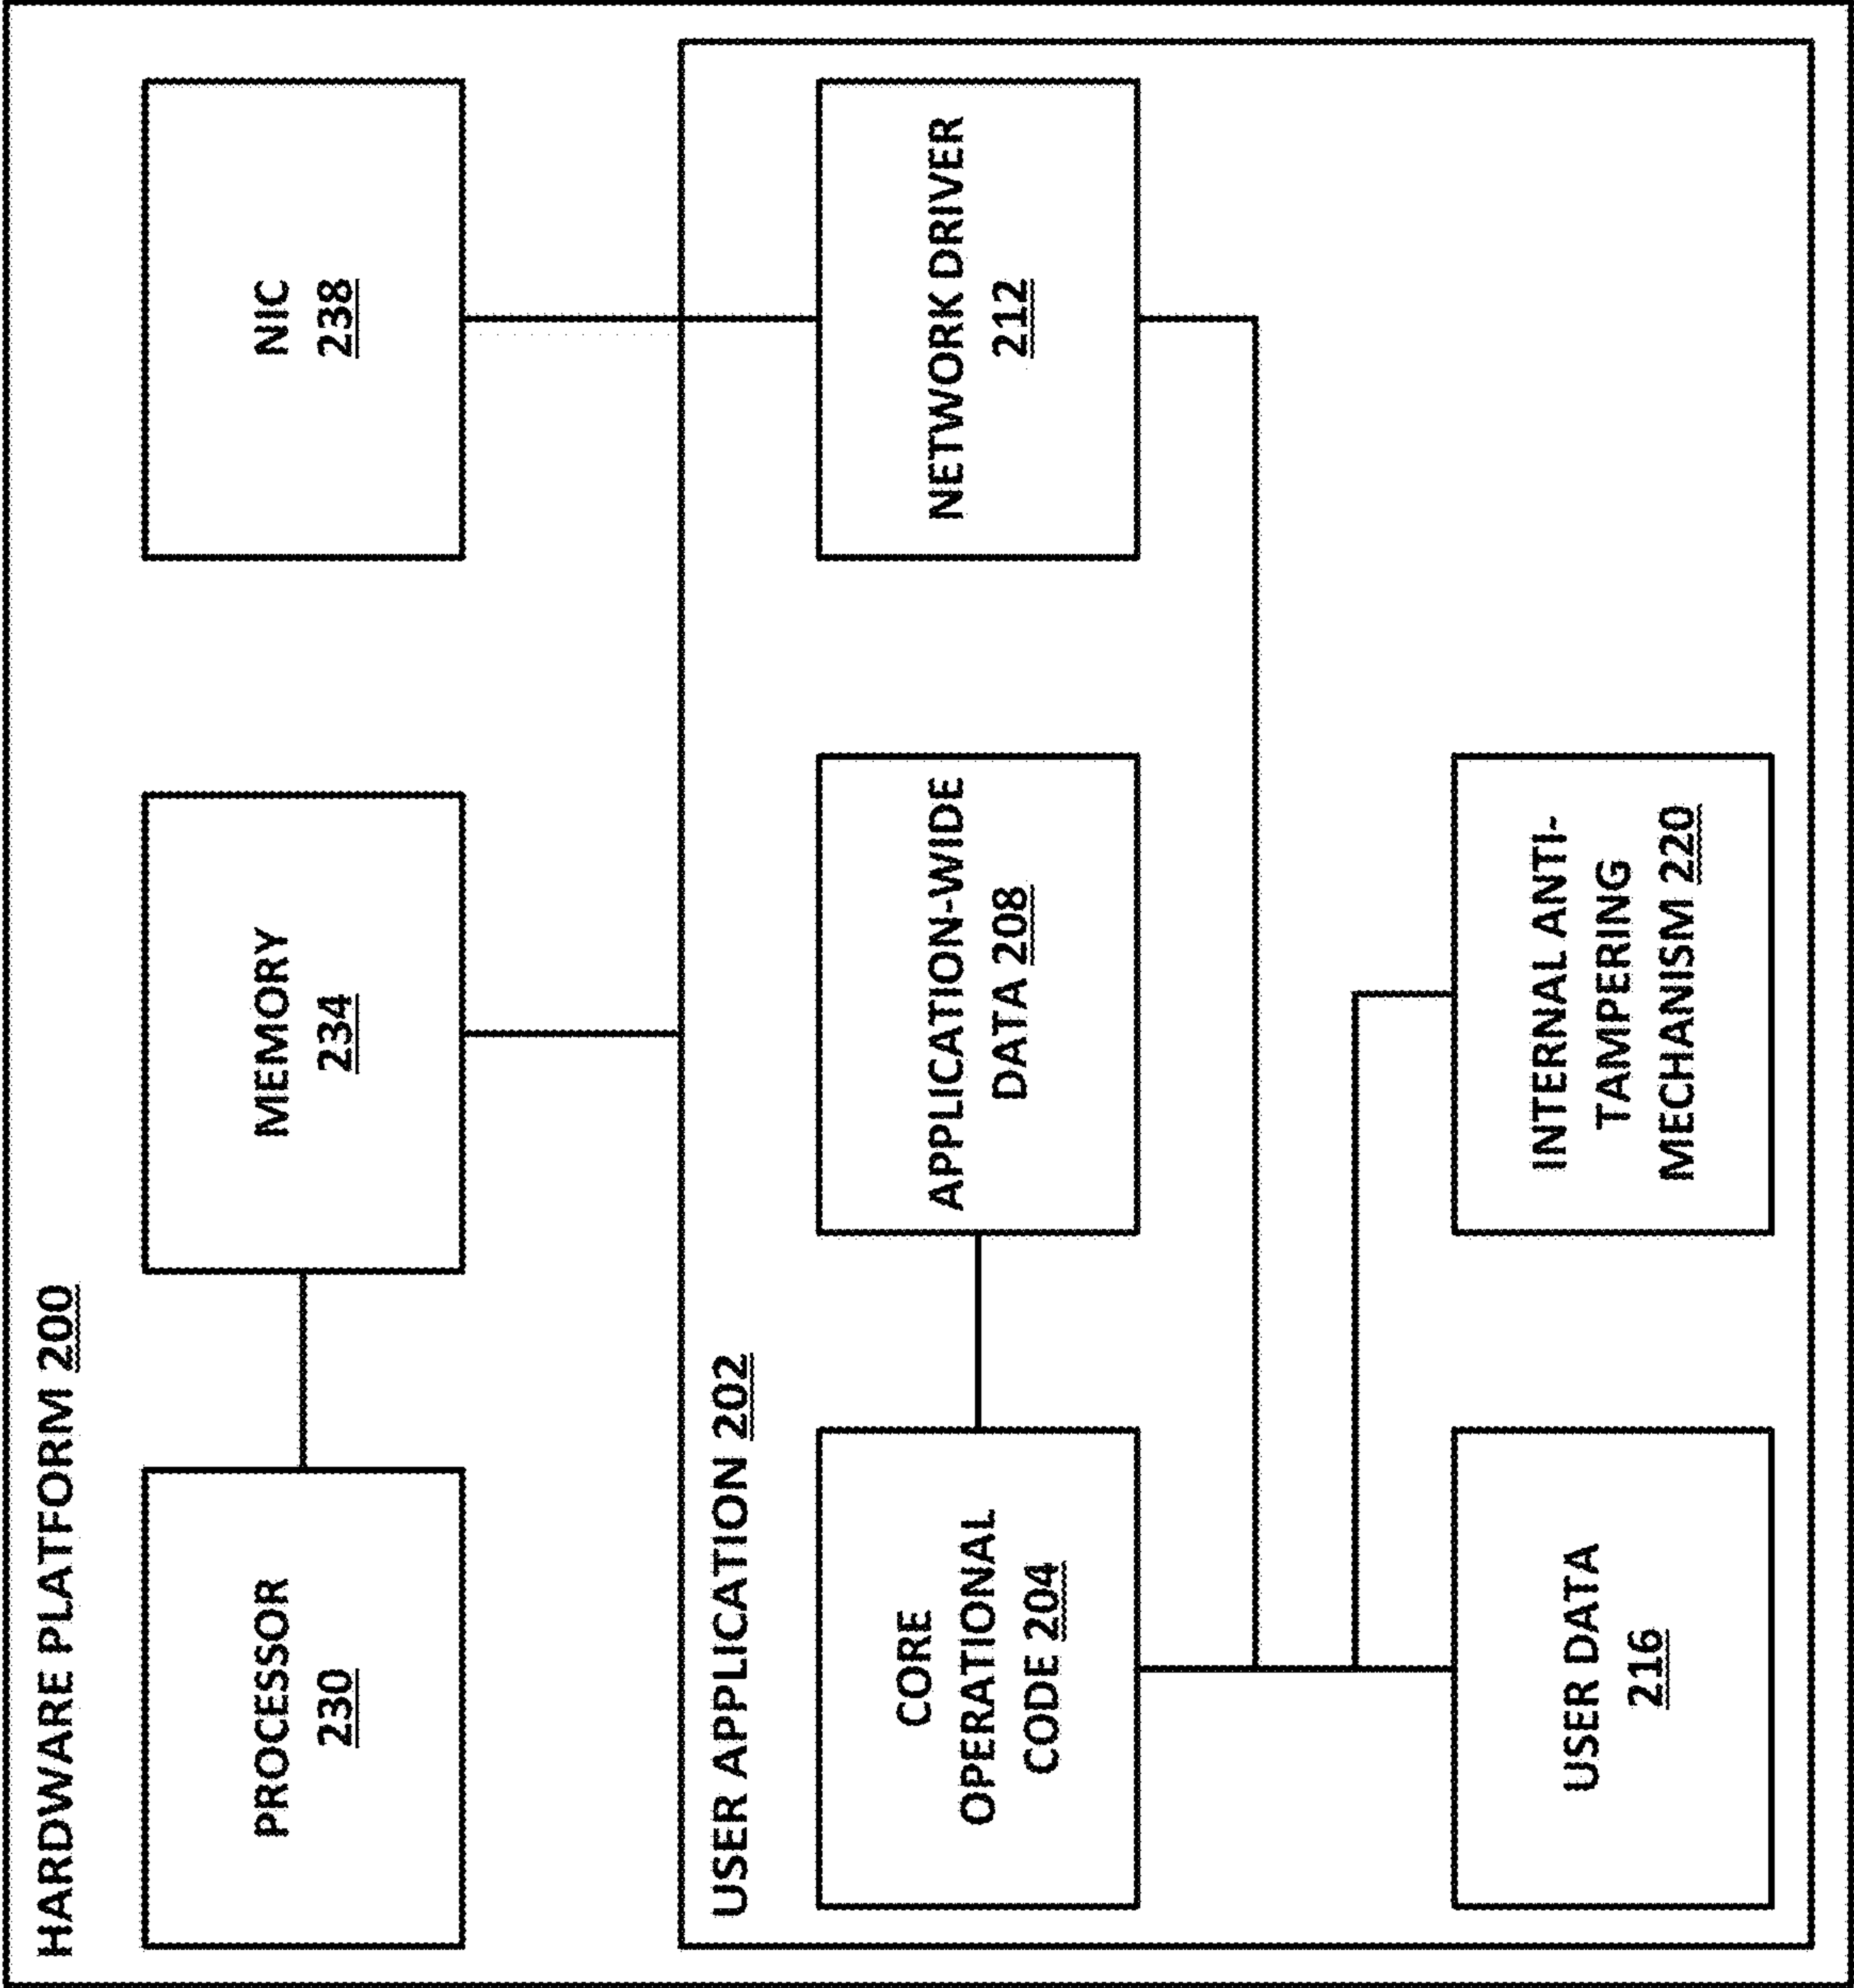 HARDWARE PLATFORM 200
PROCESSOR
230
MEMORY
234
NIC
238
USER APPLICATION 202
CORE
OPERATIONAL
CODE 204
APPLICATION-WIDE
DATA 208
NETWORK DRIVER
212
USER DATA
216
INTERNAL ANTI-
TAMPERING
MECHANISM 220